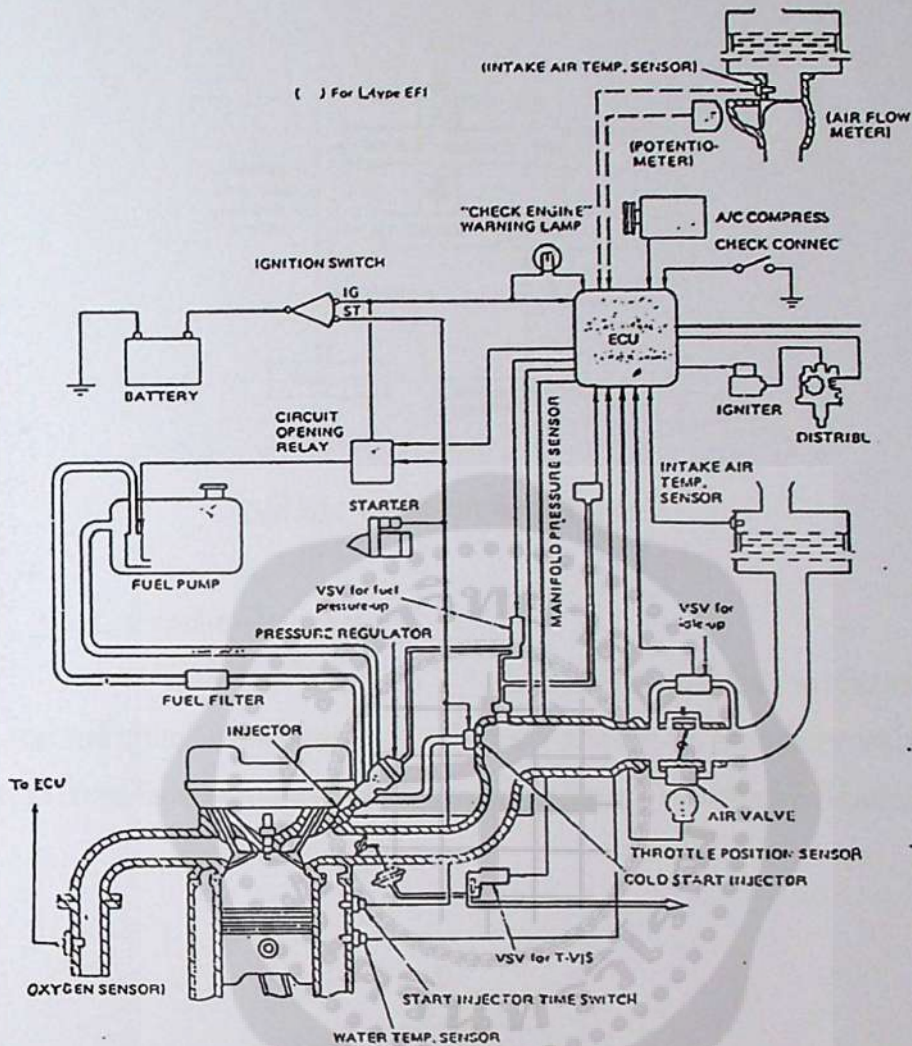 (INTAKE AIR TEMP. SENSOR)
( ) For L-type EFI
(AIR FLOW
METER)
(POTENTIO-
METER)
"CHECK ENGINE"
WARNING LAMP
A/C COMPRESS
CHECK CONNEC
IGNITION SWITCH
IG
ST
ECU
BATTERY
IGNITER
DISTRIBL
CIRCUIT
OPENING
RELAY
MANIFOLD PRESSURE SENSOR
INTAKE AIR
TEMP.
SENSOR
STARTER
FUEL PUMP
VSV for fuel
pressure-up
VSV for
idle-up
PRESSURE REGULATOR
FUEL FILTER
INJECTOR
To ECU
AIR VALVE
THROTTLE POSITION SENSOR
COLD START INJECTOR
VSV for T-VIS
OXYGEN SENSOR)
START INJECTOR TIME SWITCH
WATER TEMP. SENSOR